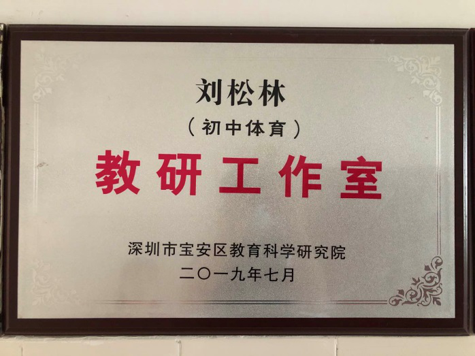 刘松林
（初中体育）
教研工作室
深圳市宝安区教育科学研究院
二〇一九年七月